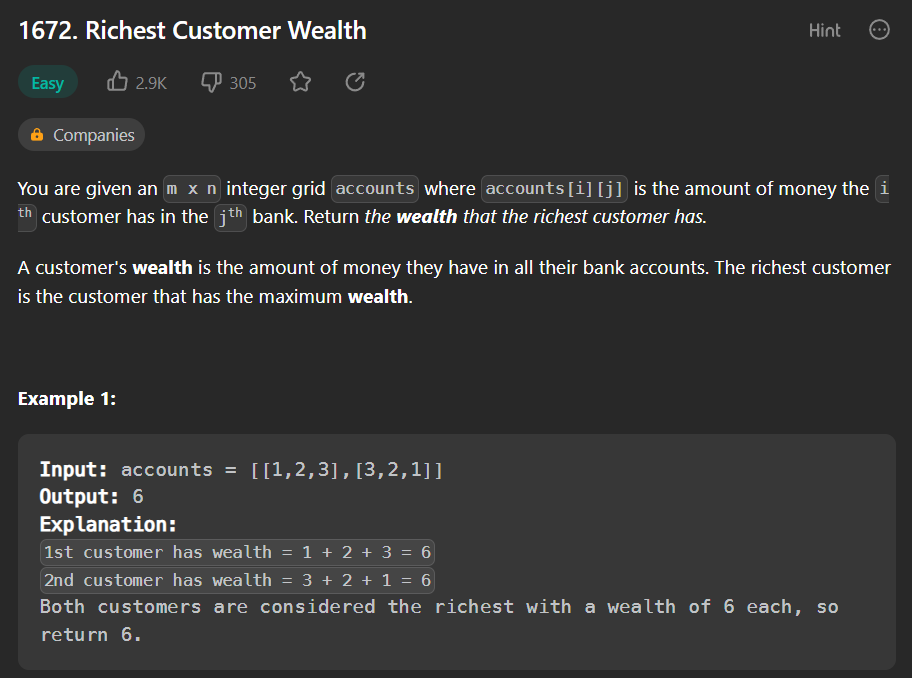 1672. Richest Customer Wealth Hint
Easy 2.9K 305
Companies
You are given an m x n integer grid accounts where accounts[i][j] is the amount of money the i
th customer has in the jth bank. Return the wealth that the richest customer has.
A customer's wealth is the amount of money they have in all their bank accounts. The richest customer
is the customer that has the maximum wealth.
Example 1:
Input: accounts = [[1,2,3],[3,2,1]]
Output: 6
Explanation:
1st customer has wealth = 1 + 2 + 3 = 6
2nd customer has wealth = 3 + 2 + 1 = 6
Both customers are considered the richest with a wealth of 6 each, so
return 6.